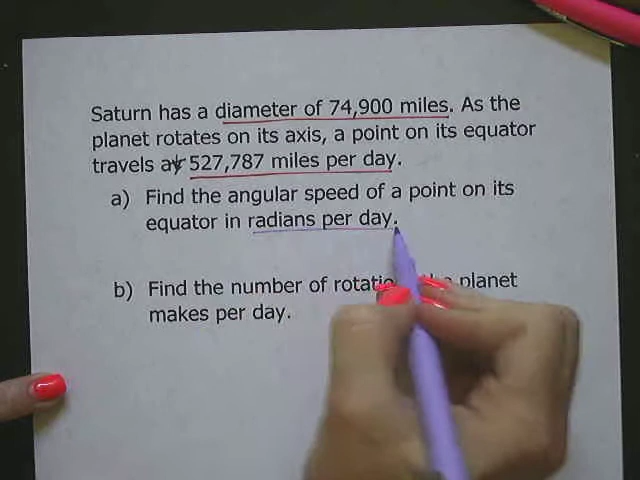 Saturn has a diameter of 74,900 miles. As the
planet rotates on its axis, a point on its equator
travels at 527,787 miles per day.
a) Find the angular speed of a point on its
equator in radians per day.
b) Find the number of rotatio planet
makes per day.